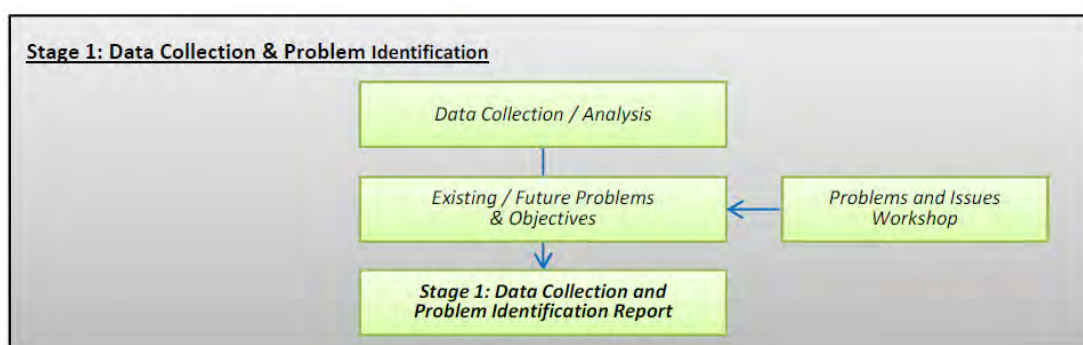 Stage 1: Data Collection & Problem Identification
Data Collection / Analysis
Existing / Future Problems
& Objectives
Problems and Issues
Workshop
Stage 1: Data Collection and
Problem Identification Report